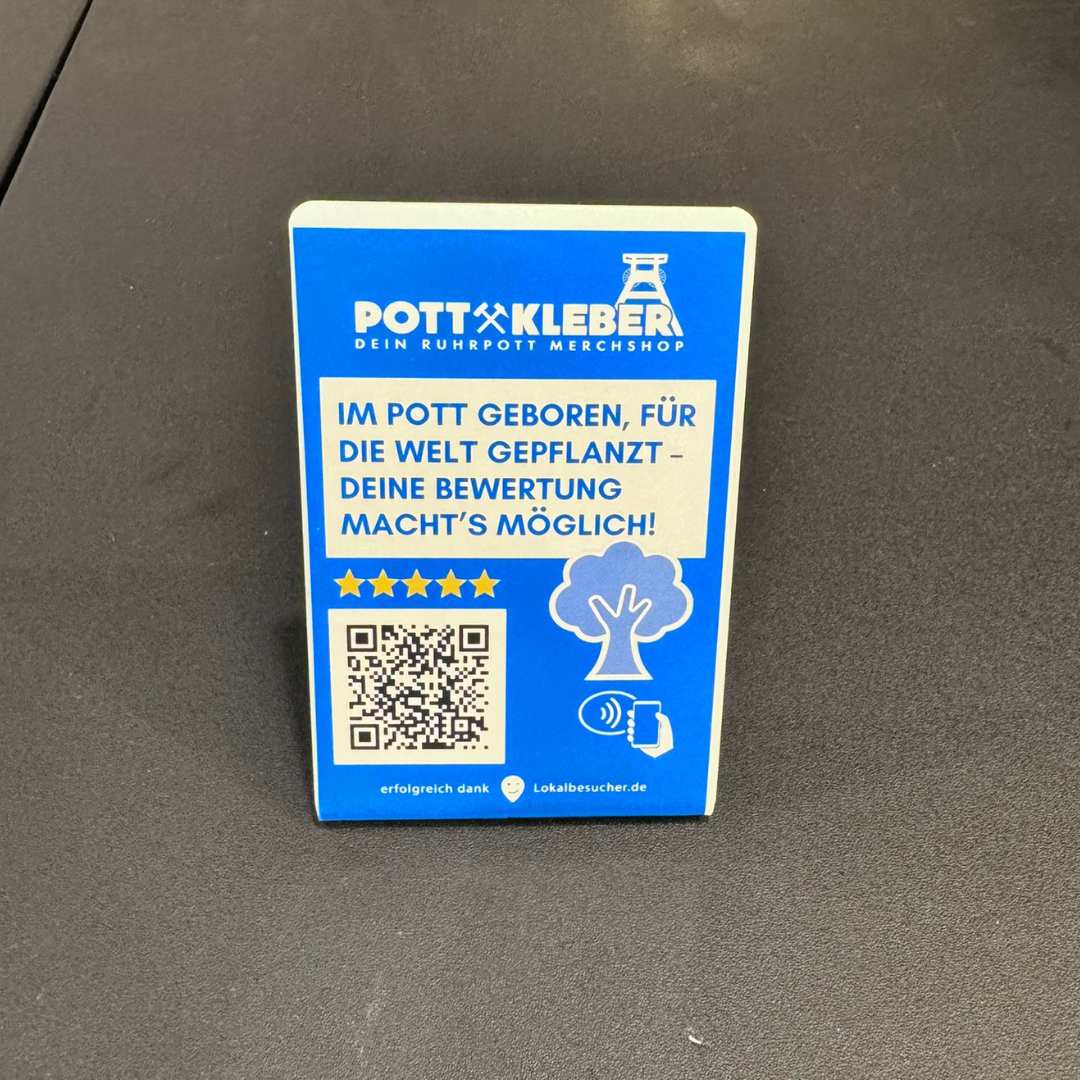 POTT KLEBER
DEIN RUHRPOTT MERCHSHOP
IM POTT GEBOREN, FÜR
DIE WELT GEPFLANZT –
DEINE BEWERTUNG
MACHT'S MÖGLICH!
erfolgreich dank Lokalbesucher.de